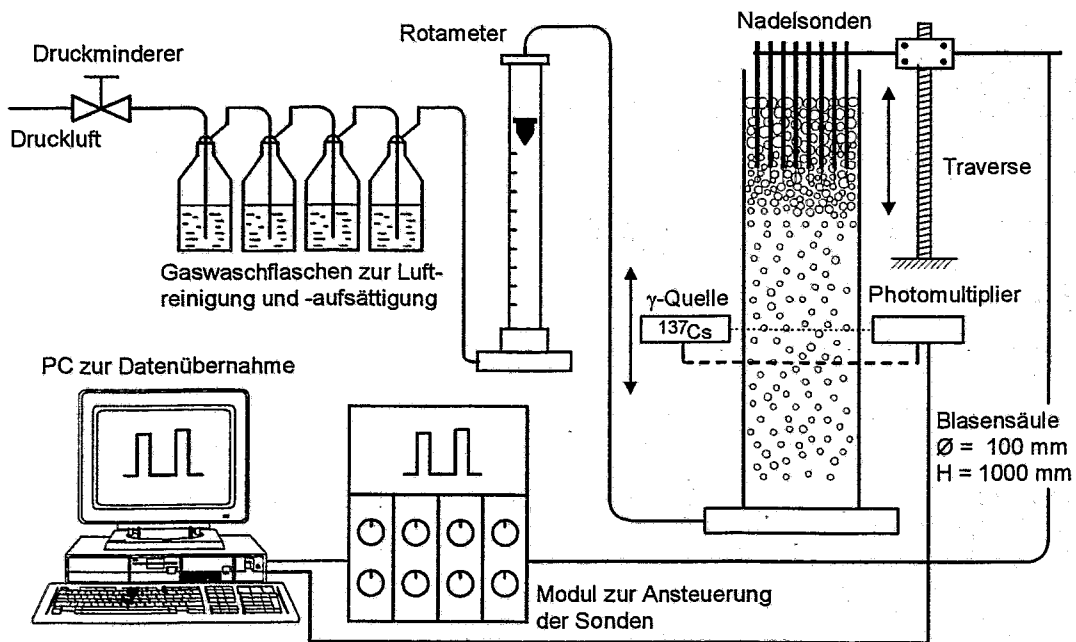 Druckminderer
Druckluft
Gaswaschflaschen zur Luft-
reinigung und -aufsättigung
Rotameter
Nadelsonden
Traverse
γ-Quelle
137Cs
Photomultiplier
Blasensäule
Ø = 100 mm
H = 1000 mm
PC zur Datenübernahme
Modul zur Ansteuerung
der Sonden